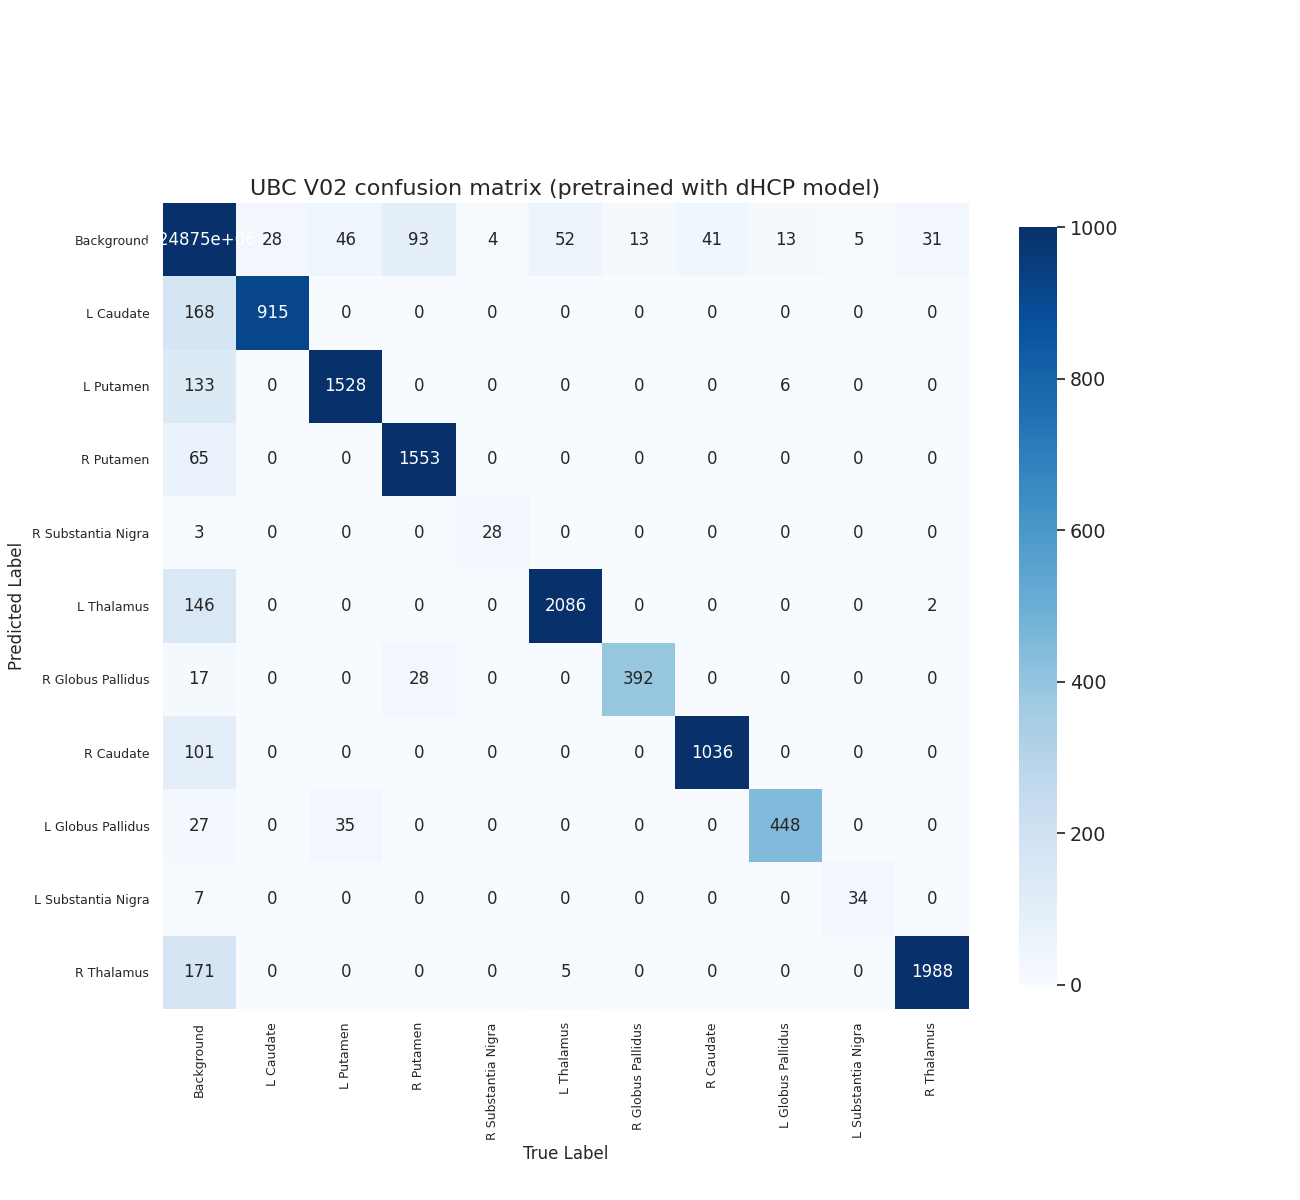 UBC V02 confusion matrix (pretrained with dHCP model)
Background 24875e+06 28 46 93 4 52 13 41 13 5 31
L Caudate 168 915 0 0 0 0 0 0 0 0 0
L Putamen 133 0 1528 0 0 0 0 0 6 0 0
R Putamen 65 0 0 1553 0 0 0 0 0 0 0
R Substantia Nigra 3 0 0 0 28 0 0 0 0 0 0
L Thalamus 146 0 0 0 0 2086 0 0 0 0 2
R Globus Pallidus 17 0 0 28 0 0 392 0 0 0 0
R Caudate 101 0 0 0 0 0 0 1036 0 0 0
L Globus Pallidus 27 0 35 0 0 0 0 0 448 0 0
L Substantia Nigra 7 0 0 0 0 0 0 0 0 34 0
R Thalamus 171 0 0 0 0 5 0 0 0 0 1988
Predicted Label
Background
L Caudate
L Putamen
R Putamen
R Substantia Nigra
L Thalamus
R Globus Pallidus
R Caudate
L Globus Pallidus
L Substantia Nigra
R Thalamus
True Label
1000
800
600
400
200
0